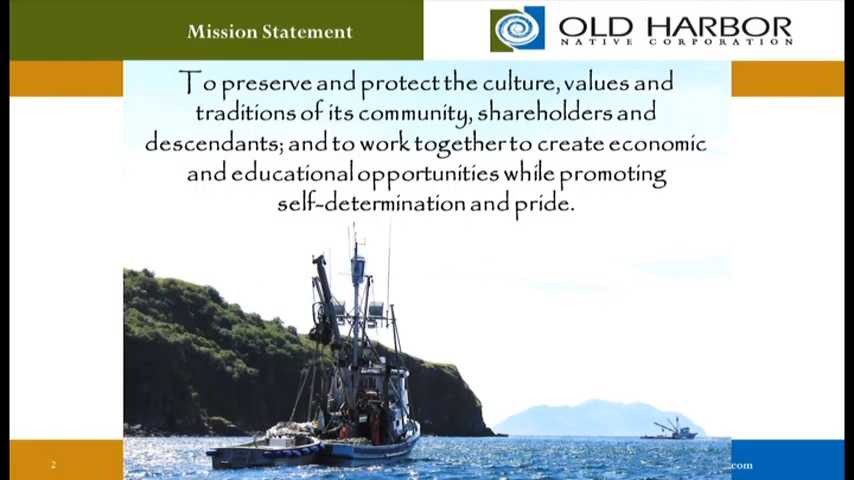 Mission Statement
OLD HARBOR
NATIVE CORPORATION
To preserve and protect the culture, values and
traditions of its community, shareholders and
descendants; and to work together to create economic
and educational opportunities while promoting
self-determination and pride.
2
com